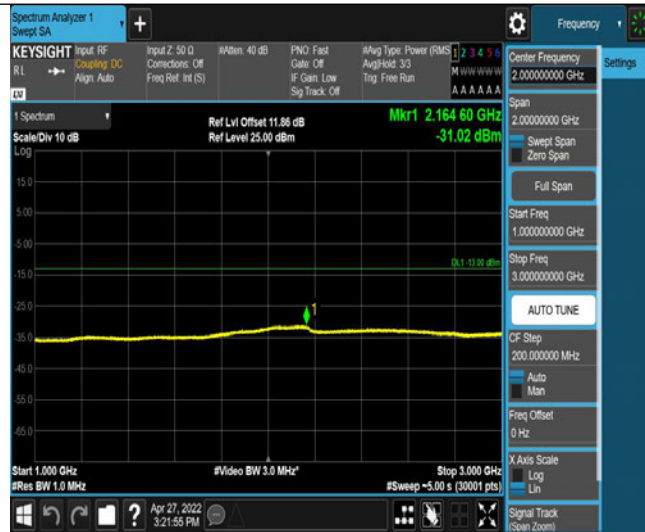 Spectrum Analyzer 1
Swept SA
Frequency
KEYSIGHT
Input: RF
Input Z: 50 Ω
#Atten: 40 dB
PNO: Fast
#Avg Type: Power (RMS
1 2 3 4 5 6
RL
Coupling: DC
Corrections: Off
Gate: Off
Avg|Hold: 3/3
M W W W W W
Align: Auto
Freq Ref: Int (S)
IF Gain: Low
Trig: Free Run
Sig Track: Off
A A A A A A
LXI
1 Spectrum
Ref Lvl Offset 11.86 dB
Mkr1 2.164 60 GHz
Scale/Div 10 dB
Ref Level 25.00 dBm
-31.02 dBm
Log
15.0
5.00
-5.00
DL1 -13.00 dBm
-15.0
1
-35.0
-45.0
-55.0
-65.0
Start 1.000 GHz
#Video BW 3.0 MHz*
Stop 3.000 GHz
#Res BW 1.0 MHz
#Sweep ~5.00 s (30001 pts)
?
Apr 27, 2022
3:21:55 PM
Center Frequency
2.000000000 GHz
Settings
Span
2.00000000 GHz
Swept Span
Zero Span
Full Span
Start Freq
1.000000000 GHz
Stop Freq
3.000000000 GHz
AUTO TUNE
CF Step
200.000000 MHz
Auto
Man
Freq Offset
0 Hz
X Axis Scale
Log
Lin
Signal Track
(Span Zoom)